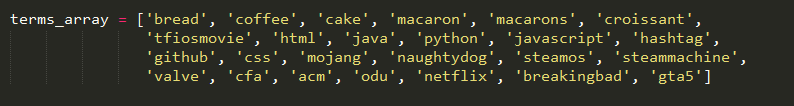 terms_array = ['bread', 'coffee', 'cake', 'macaron', 'macarons', 'croissant',
'tfiosmovie', 'html', 'java', 'python', 'javascript', 'hashtag',
'github', 'css', 'mojang', 'naughtydog', 'steamos', 'steammachine',
'valve', 'cfa', 'acm', 'odu', 'netflix', 'breakingbad', 'gta5']